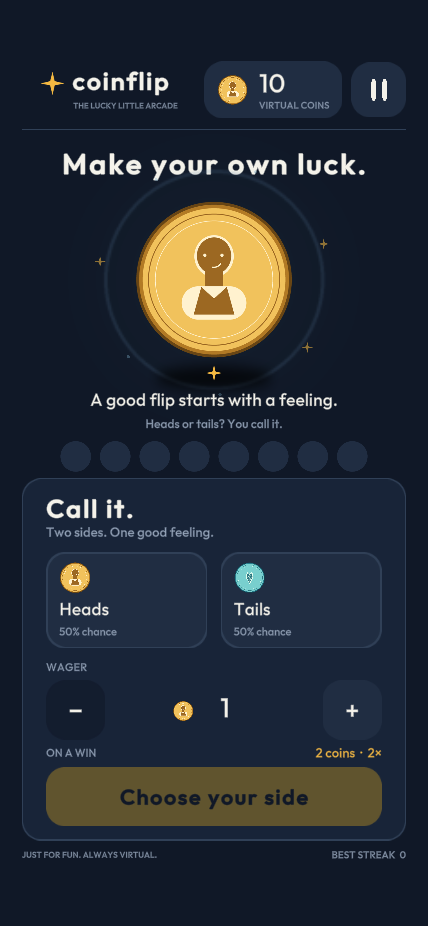 coinflip
THE LUCKY LITTLE ARCADE
10
VIRTUAL COINS
Make your own luck.
A good flip starts with a feeling.
Heads or tails? You call it.
Call it.
Two sides. One good feeling.
Heads
50% chance
Tails
50% chance
WAGER
− 1 +
ON A WIN
2 coins · 2×
Choose your side
JUST FOR FUN. ALWAYS VIRTUAL.
BEST STREAK 0